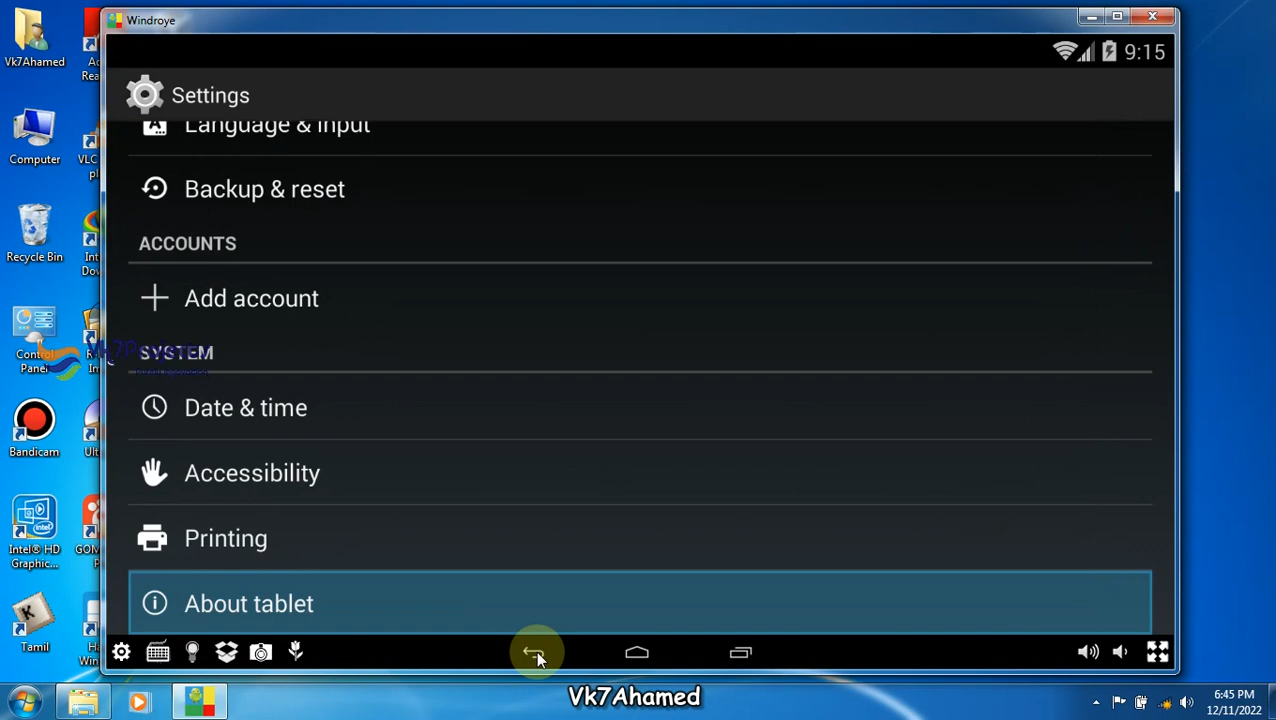 Windroye
9:15
Settings
Language & input
Backup & reset
ACCOUNTS
Add account
SYSTEM
Date & time
Accessibility
Printing
About tablet
Vk7Ahamed
Computer
Recycle Bin
Control
Panel
Bandicam
Intel® HD
Graphic...
Tamil
Vk7Ahamed
6:45 PM
12/11/2022